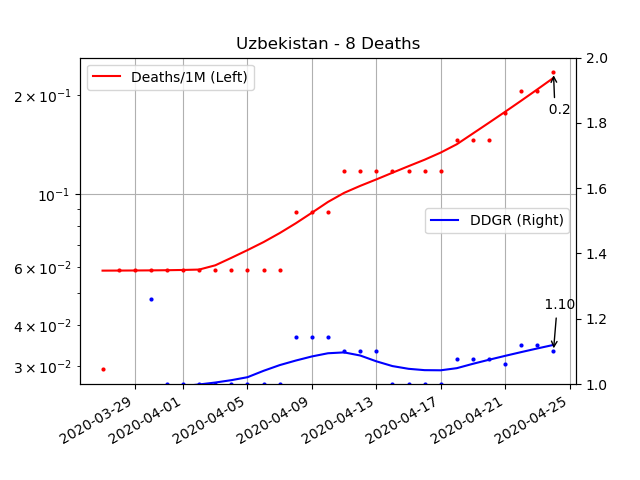 Uzbekistan - 8 Deaths
Deaths/1M (Left)
DDGR (Right)
0.2
1.10
2 × 10⁻¹
10⁻¹
6 × 10⁻²
4 × 10⁻²
3 × 10⁻²
2.0
1.8
1.6
1.4
1.2
1.0
2020-03-29
2020-04-01
2020-04-05
2020-04-09
2020-04-13
2020-04-17
2020-04-21
2020-04-25